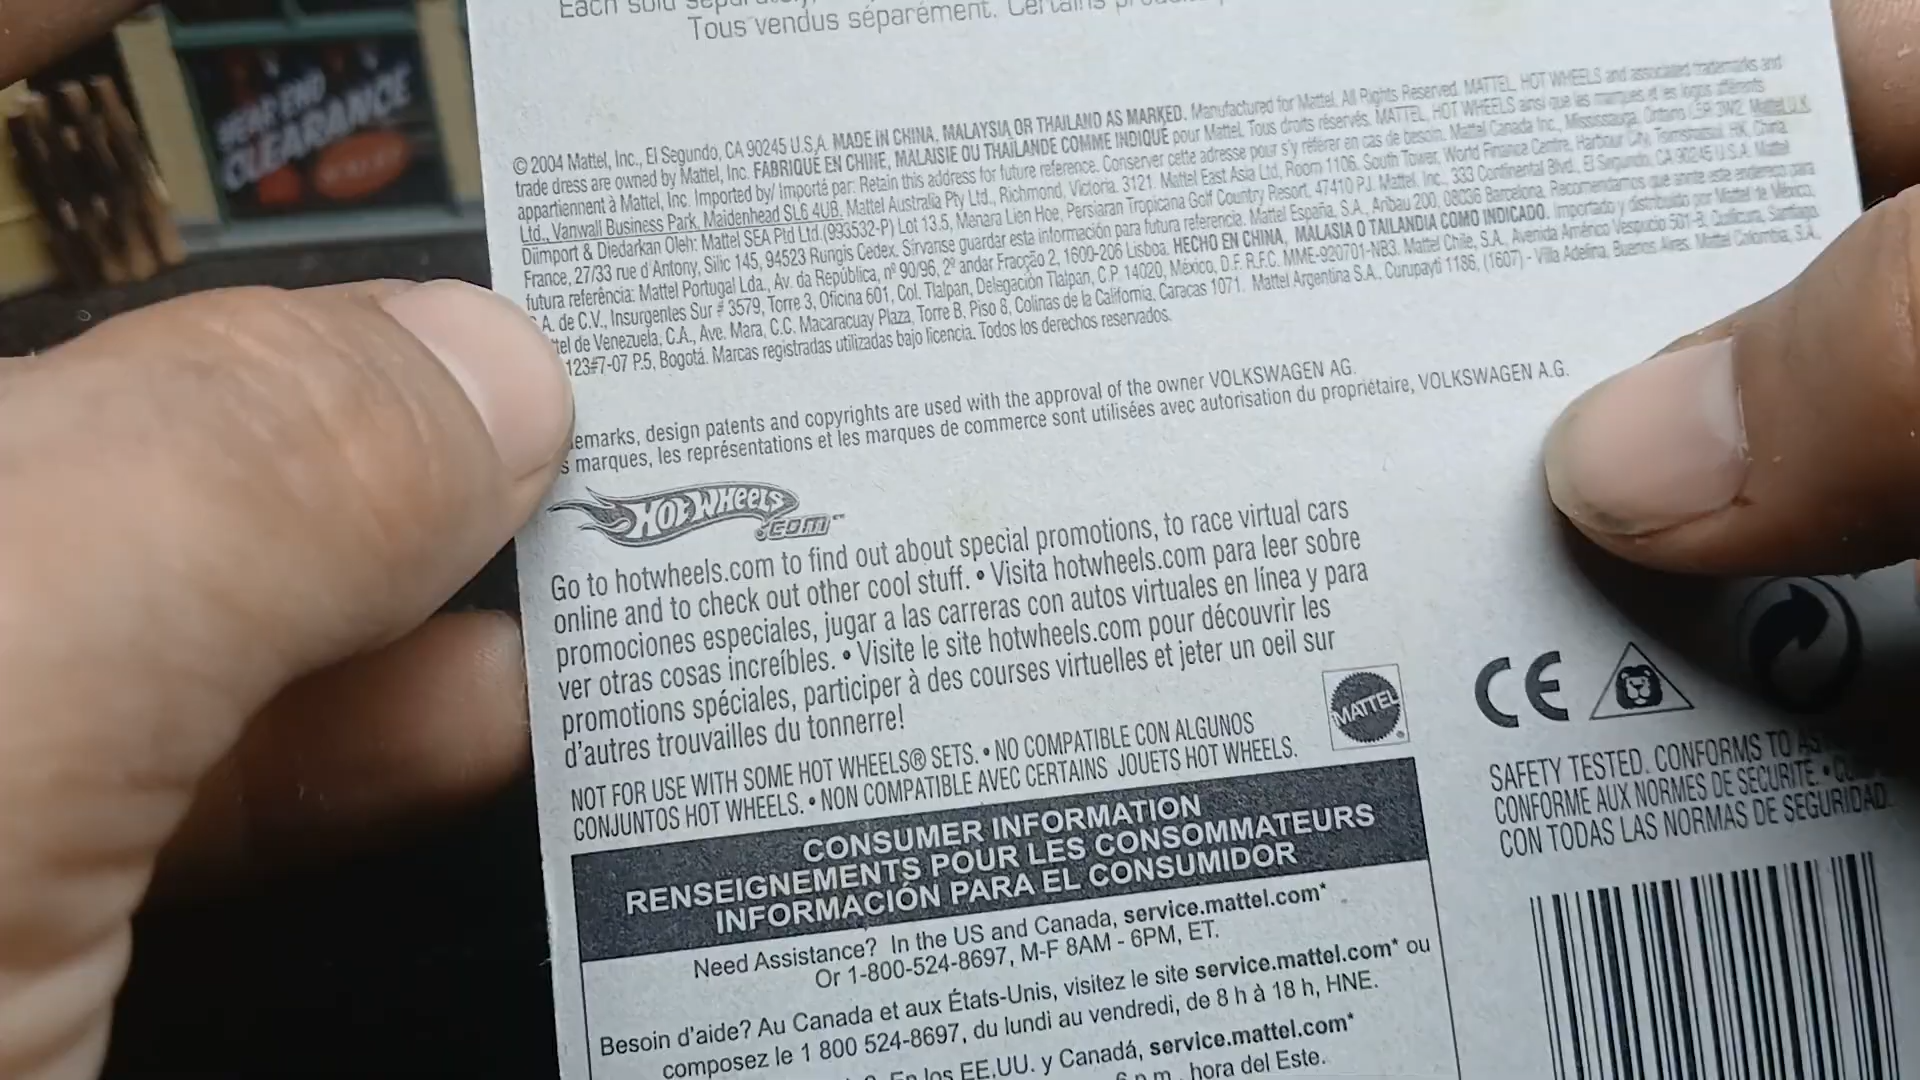 YEAR END
CLEARANCE
Each sold separately,
Tous vendus séparément. Certains
© 2004 Mattel, Inc., El Segundo, CA 90245 U.S.A. MADE IN CHINA, MALAYSIA OR THAILAND AS MARKED. Manufactured for Mattel. All Rights Reserved. MATTEL, HOT WHEELS and associated trademarks and
trade dress are owned by Mattel, Inc. FABRIQUÉ EN CHINE, MALAISIE OU THAÏLANDE COMME INDIQUÉ pour Mattel. Tous droits réservés. MATTEL, HOT WHEELS ainsi que les marques et les logos afférents
appartiennent à Mattel, Inc. Imported by/ Importé par: Retain this address for future reference. Conserver cette adresse pour s'y référer en cas de besoin. Mattel Canada Inc., Mississauga, Ontario L5R 3W2. Mattel U.K.
Ltd., Vanwall Business Park, Maidenhead SL6 4UB. Mattel Australia Pty Ltd., Richmond, Victoria. 3121. Mattel East Asia Ltd, Room 1106, South Tower, World Finance Centre, Harbour City, Tsimshatsui, HK, China.
Diimport & Diedarkan Oleh: Mattel SEA Ptd Ltd.(993532-P) Lot 13.5, Menara Lien Hoe, Persiaran Tropicana Golf Country Resort, 47410 PJ. Mattel, Inc., 333 Continental Blvd., El Segundo, CA 90245 U.S.A. Mattel
France, 27/33 rue d'Antony, Silic 145, 94523 Rungis Cedex. Sírvanse guardar esta información para futura referencia. Mattel España, S.A., Aribau 200, 08036 Barcelona. Recomendamos que anote este endereço para
futura referência: Mattel Portugal Lda., Av. da República, nº 90/96, 2º andar Fracção 2, 1600-206 Lisboa. HECHO EN CHINA, MALASIA O TAILANDIA COMO INDICADO. Importado y distribuido por Mattel de México,
A. de C.V., Insurgentes Sur # 3579, Torre 3, Oficina 601, Col. Tlalpan, Delegación Tlalpan, C.P. 14020, México, D.F. R.F.C. MME-920701-NB3. Mattel Chile, S.A., Avenida Américo Vespucio 501-B, Quilicura, Santiago.
tel de Venezuela, C.A., Ave. Mara, C.C. Macaracuay Plaza, Torre B, Piso 8, Colinas de la California, Caracas 1071. Mattel Argentina S.A., Curupaytí 1186, (1607) - Villa Adelina, Buenos Aires. Mattel Colombia, S.A.,
123#7-07 P.5, Bogotá. Marcas registradas utilizadas bajo licencia. Todos los derechos reservados.
emarks, design patents and copyrights are used with the approval of the owner VOLKSWAGEN AG.
s marques, les représentations et les marques de commerce sont utilisées avec autorisation du propriétaire, VOLKSWAGEN A.G.
HOT WHEELS
.COM™
Go to hotwheels.com to find out about special promotions, to race virtual cars
online and to check out other cool stuff. • Visita hotwheels.com para leer sobre
promociones especiales, jugar a las carreras con autos virtuales en línea y para
ver otras cosas increíbles. • Visite le site hotwheels.com pour découvrir les
promotions spéciales, participer à des courses virtuelles et jeter un oeil sur
d'autres trouvailles du tonnerre!
NOT FOR USE WITH SOME HOT WHEELS® SETS. • NO COMPATIBLE CON ALGUNOS
CONJUNTOS HOT WHEELS. • NON COMPATIBLE AVEC CERTAINS JOUETS HOT WHEELS.
MATTEL
CE
SAFETY TESTED. CONFORMS TO AS
CONFORME AUX NORMES DE SÉCURITÉ. •
CON TODAS LAS NORMAS DE SEGURIDAD.
CONSUMER INFORMATION
RENSEIGNEMENTS POUR LES CONSOMMATEURS
INFORMACIÓN PARA EL CONSUMIDOR
Need Assistance? In the US and Canada, service.mattel.com*
Or 1-800-524-8697, M-F 8AM - 6PM, ET.
Besoin d'aide? Au Canada et aux États-Unis, visitez le site service.mattel.com* ou
composez le 1 800 524-8697, du lundi au vendredi, de 8 h à 18 h, HNE.
En los EE.UU. y Canadá, service.mattel.com*
6 p.m., hora del Este.